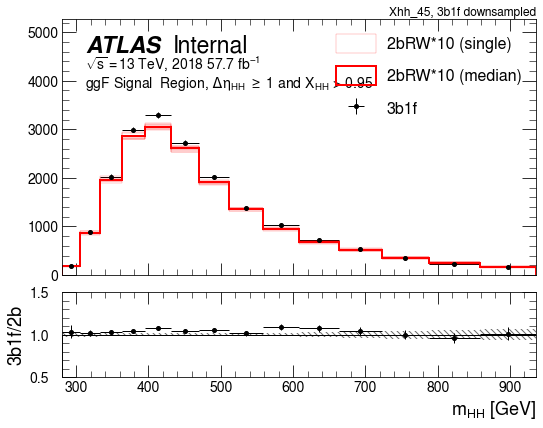 Xhh_45, 3b1f downsampled
ATLAS Internal
√s = 13 TeV, 2018 57.7 fb⁻¹
ggF Signal Region, Δη_HH ≥ 1 and X_HH > 0.95
2bRW*10 (single)
2bRW*10 (median)
3b1f
5000
4000
3000
2000
1000
0
1.5
1.0
0.5
3b1f/2b
300 400 500 600 700 800 900
m_HH [GeV]